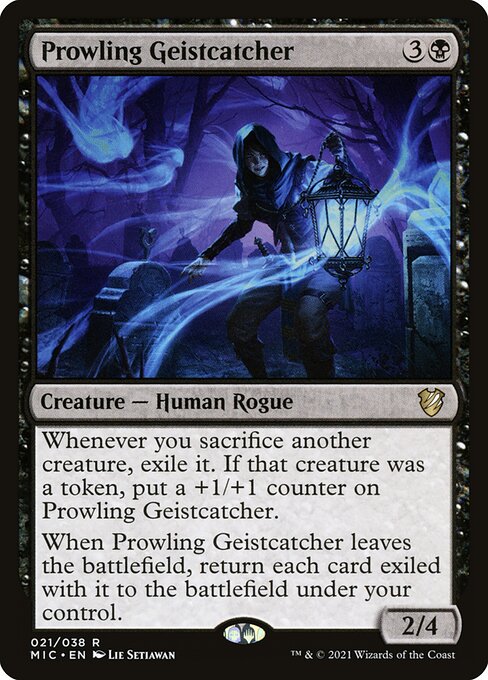 Prowling Geistcatcher 3
Creature — Human Rogue
Whenever you sacrifice another
creature, exile it. If that creature was
a token, put a +1/+1 counter on
Prowling Geistcatcher.
When Prowling Geistcatcher leaves
the battlefield, return each card exiled
with it to the battlefield under your
control.
2/4
021/038 R
MIC • EN Lie Setiawan
™ & © 2021 Wizards of the Coast